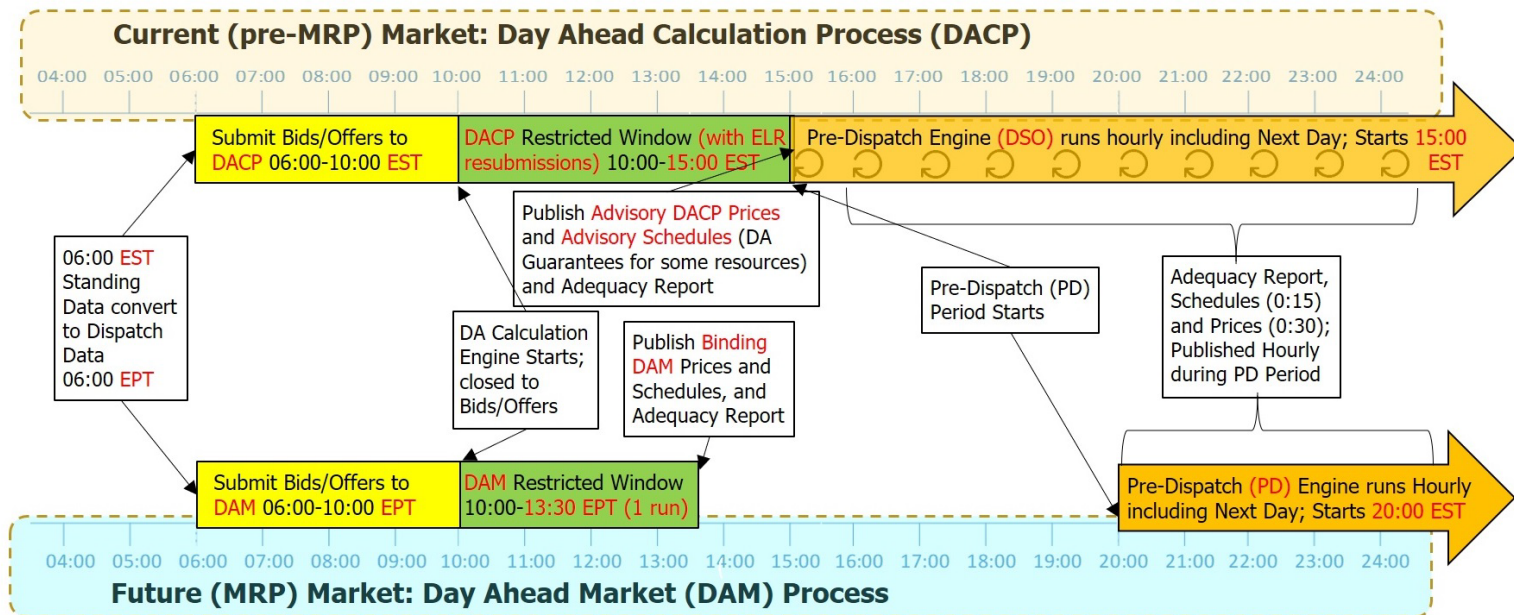 Current (pre-MRP) Market: Day Ahead Calculation Process (DACP)
04:00 05:00 06:00 07:00 08:00 09:00 10:00 11:00 12:00 13:00 14:00 15:00 16:00 17:00 18:00 19:00 20:00 21:00 22:00 23:00 24:00
Submit Bids/Offers to
DACP 06:00-10:00 EST
DACP Restricted Window (with ELR
resubmissions) 10:00-15:00 EST
Pre-Dispatch Engine (DSO) runs hourly including Next Day; Starts 15:00
EST
Publish Advisory DACP Prices
and Advisory Schedules (DA
Guarantees for some resources)
and Adequacy Report
06:00 EST
Standing
Data convert
to Dispatch
Data
06:00 EPT
DA Calculation
Engine Starts;
closed to
Bids/Offers
Publish Binding
DAM Prices and
Schedules, and
Adequacy Report
Pre-Dispatch (PD)
Period Starts
Adequacy Report,
Schedules (0:15)
and Prices (0:30);
Published Hourly
during PD Period
Submit Bids/Offers to
DAM 06:00-10:00 EPT
DAM Restricted Window
10:00-13:30 EPT (1 run)
Pre-Dispatch (PD) Engine runs Hourly
including Next Day; Starts 20:00 EST
04:00 05:00 06:00 07:00 08:00 09:00 10:00 11:00 12:00 13:00 14:00 15:00 16:00 17:00 18:00 19:00 20:00 21:00 22:00 23:00 24:00
Future (MRP) Market: Day Ahead Market (DAM) Process